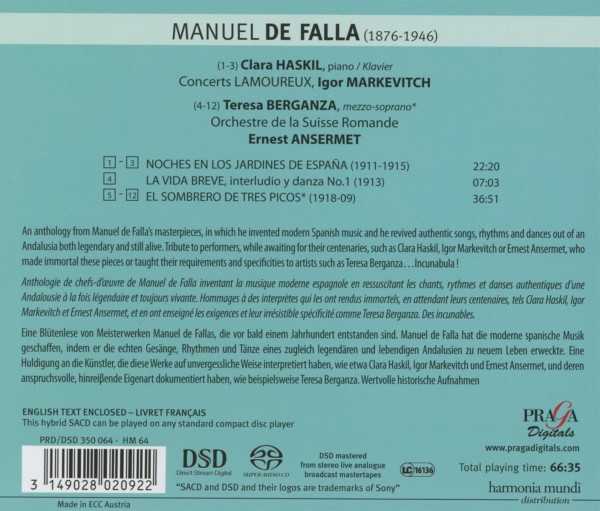 MANUEL DE FALLA (1876-1946)
(1-3) Clara HASKIL, piano / Klavier
Concerts LAMOUREUX, Igor MARKEVITCH
(4-12) Teresa BERGANZA, mezzo-soprano*
Orchestre de la Suisse Romande
Ernest ANSERMET
1 - 3 NOCHES EN LOS JARDINES DE ESPAÑA (1911-1915) 22:20
4 LA VIDA BREVE, interludio y danza No.1 (1913) 07:03
5 - 12 EL SOMBRERO DE TRES PICOS* (1918-09) 36:51
An anthology from Manuel de Falla's masterpieces, in which he invented modern Spanish music and he revived authentic songs, rhythms and dances out of an
Andalusia both legendary and still alive. Tribute to performers, while awaiting for their centenaries, such as Clara Haskil, Igor Markevitch or Ernest Ansermet, who
made immortal these pieces or taught their requirements and specificities to artists such as Teresa Berganza...Incunabula !
Anthologie de chefs-d'œuvre de Manuel de Falla inventant la musique moderne espagnole en ressuscitant les chants, rythmes et danses authentiques d'une
Andalousie à la fois légendaire et toujours vivante. Hommages à des interprètes qui les ont rendus immortels, en attendant leurs centenaires, tels Clara Haskil, Igor
Markevitch et Ernest Ansermet, et en ont enseigné les exigences et leur irrésistible spécificité comme Teresa Berganza. Des incunables.
Eine Blütenlese von Meisterwerken Manuel de Fallas, die vor bald einem Jahrhundert entstanden sind. Manuel de Falla hat die moderne spanische Musik
geschaffen, indem er die echten Gesänge, Rhythmen und Tänze eines zugleich legendären und lebendigen Andalusien zu neuem Leben erweckte. Eine
Huldigung an die Künstler, die diese Werke auf unvergessliche Weise interpretiert haben, wie etwa Clara Haskil, Igor Markevitch und Ernest Ansermet, und deren
anspruchsvolle, hinreißende Eigenart dokumentiert haben, wie beispielsweise Teresa Berganza. Wertvolle historische Aufnahmen
ENGLISH TEXT ENCLOSED – LIVRET FRANÇAIS
This hybrid SACD can be played on any standard compact disc player
PRD/DSD 350 064 - HM 64
3 149028 020922
Made in ECC Austria
DSD
Direct Stream Digital
SUPER AUDIO CD
DSD mastered
from stereo live analogue
broadcast mastertapes
"SACD and DSD and their logos are trademarks of Sony"
LC 16136
PRAGA
Digitals
www.pragadigitals.com
Total playing time: 66:35
harmonia mundi
distribution